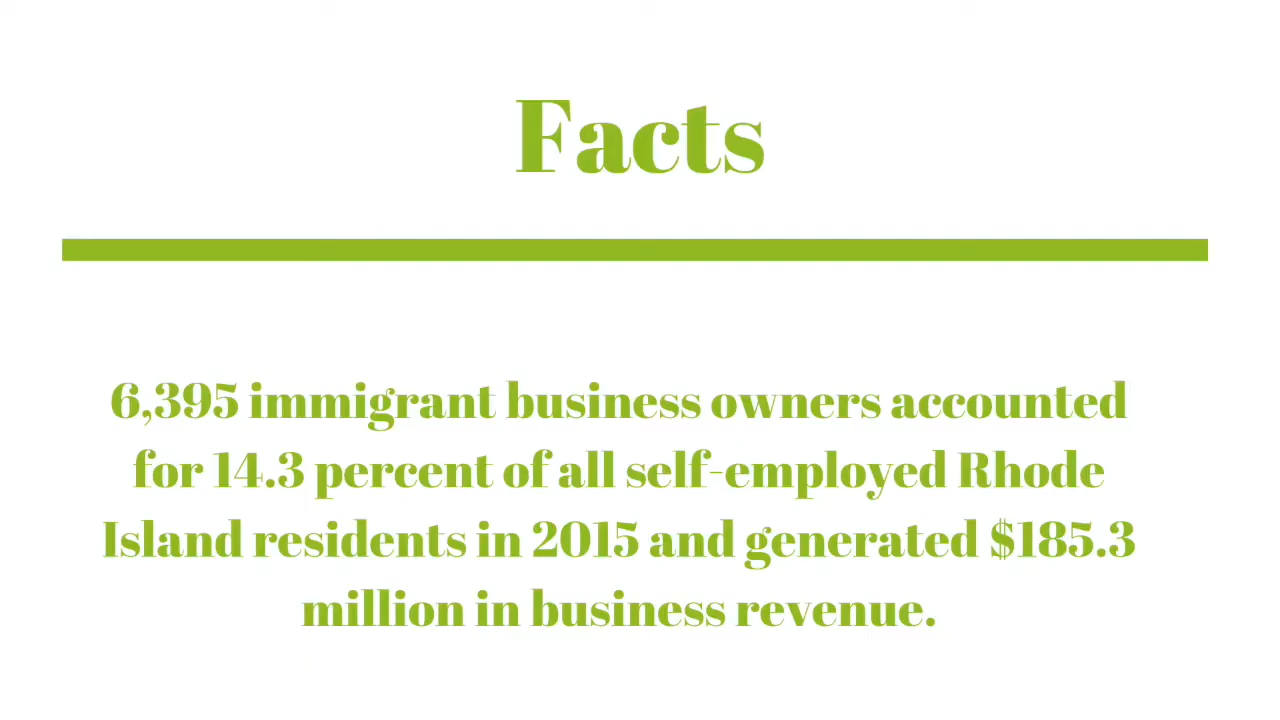 Facts
6,395 immigrant business owners accounted
for 14.3 percent of all self-employed Rhode
Island residents in 2015 and generated $185.3
million in business revenue.